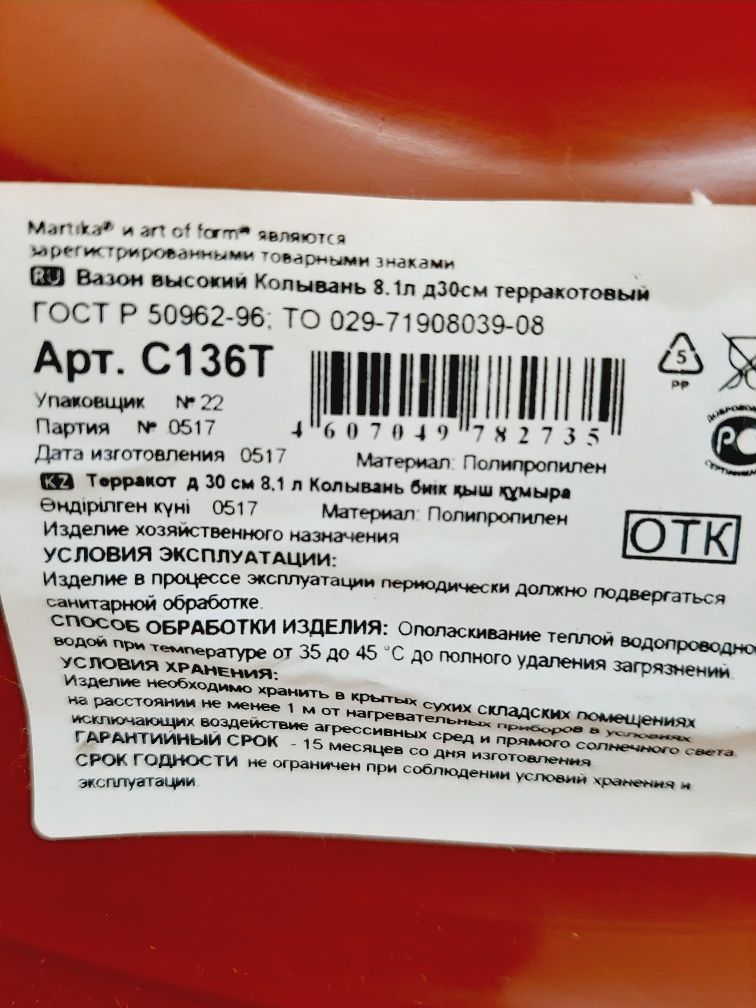 Martika® и art of form® являются
зарегистрированными товарными знаками
RU Вазон высокий Колывань 8.1л д30см терракотовый
ГОСТ Р 50962-96; ТО 029-71908039-08
Арт. С136Т
Упаковщик № 22
Партия № 0517
4 607049 782735
Дата изготовления 0517 Материал: Полипропилен
KZ Терракот д 30 см 8,1 л Колывань биік қыш құмыра
Өндірілген күні 0517 Материал: Полипропилен
Изделие хозяйственного назначения
УСЛОВИЯ ЭКСПЛУАТАЦИИ:
Изделие в процессе эксплуатации периодически должно подвергаться
санитарной обработке.
СПОСОБ ОБРАБОТКИ ИЗДЕЛИЯ: Ополаскивание теплой водопроводно
водой при температуре от 35 до 45 °С до полного удаления загрязнений.
УСЛОВИЯ ХРАНЕНИЯ:
Изделие необходимо хранить в крытых сухих складских помещениях
на расстоянии не менее 1 м от нагревательных приборов в условиях
исключающих воздействие агрессивных сред и прямого солнечного света.
ГАРАНТИЙНЫЙ СРОК - 15 месяцев со дня изготовления
СРОК ГОДНОСТИ не ограничен при соблюдении условий хранения и
эксплуатации.
5
PP
РС
ОТК